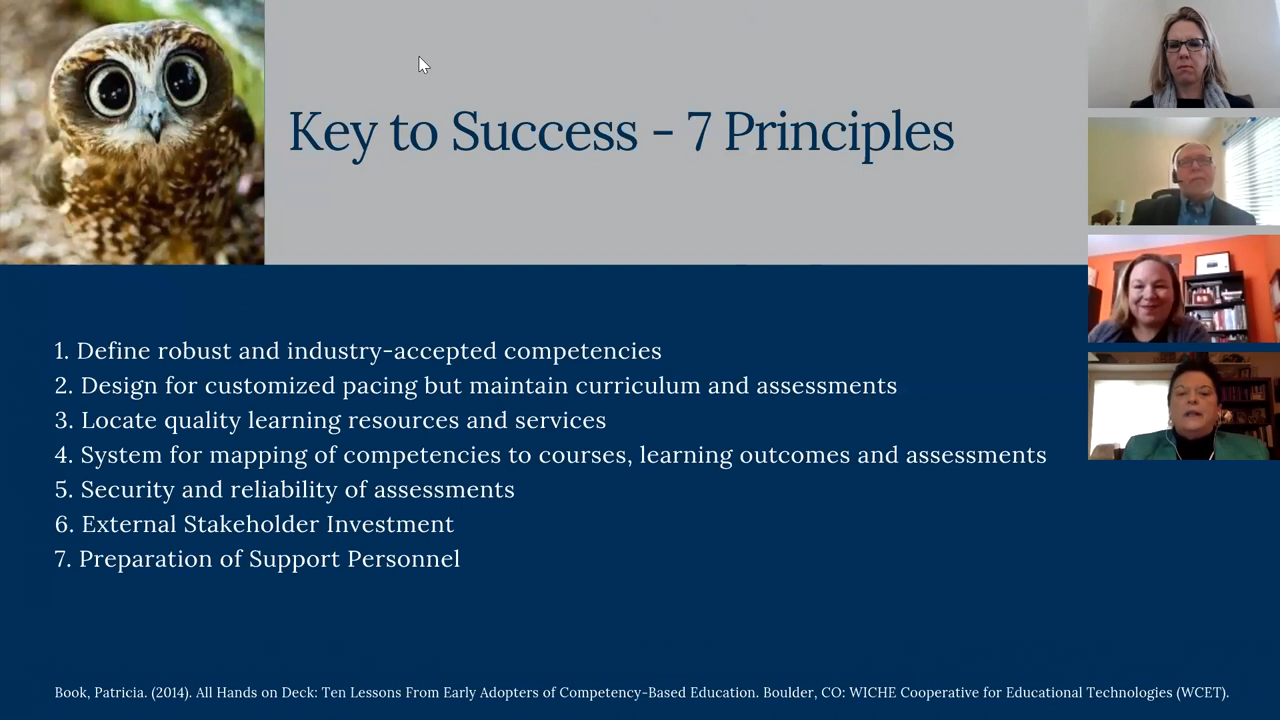 Key to Success - 7 Principles
1. Define robust and industry-accepted competencies
2. Design for customized pacing but maintain curriculum and assessments
3. Locate quality learning resources and services
4. System for mapping of competencies to courses, learning outcomes and assessments
5. Security and reliability of assessments
6. External Stakeholder Investment
7. Preparation of Support Personnel
Book, Patricia. (2014). All Hands on Deck: Ten Lessons From Early Adopters of Competency-Based Education. Boulder, CO: WICHE Cooperative for Educational Technologies (WCET).